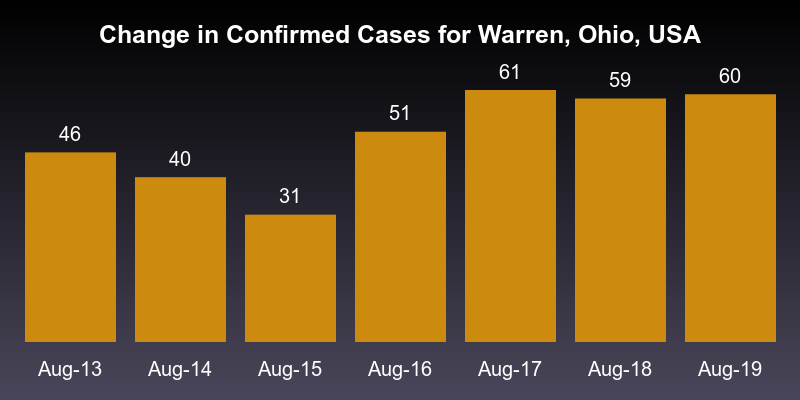 Change in Confirmed Cases for Warren, Ohio, USA
46 40 31 51 61 59 60
Aug-13 Aug-14 Aug-15 Aug-16 Aug-17 Aug-18 Aug-19